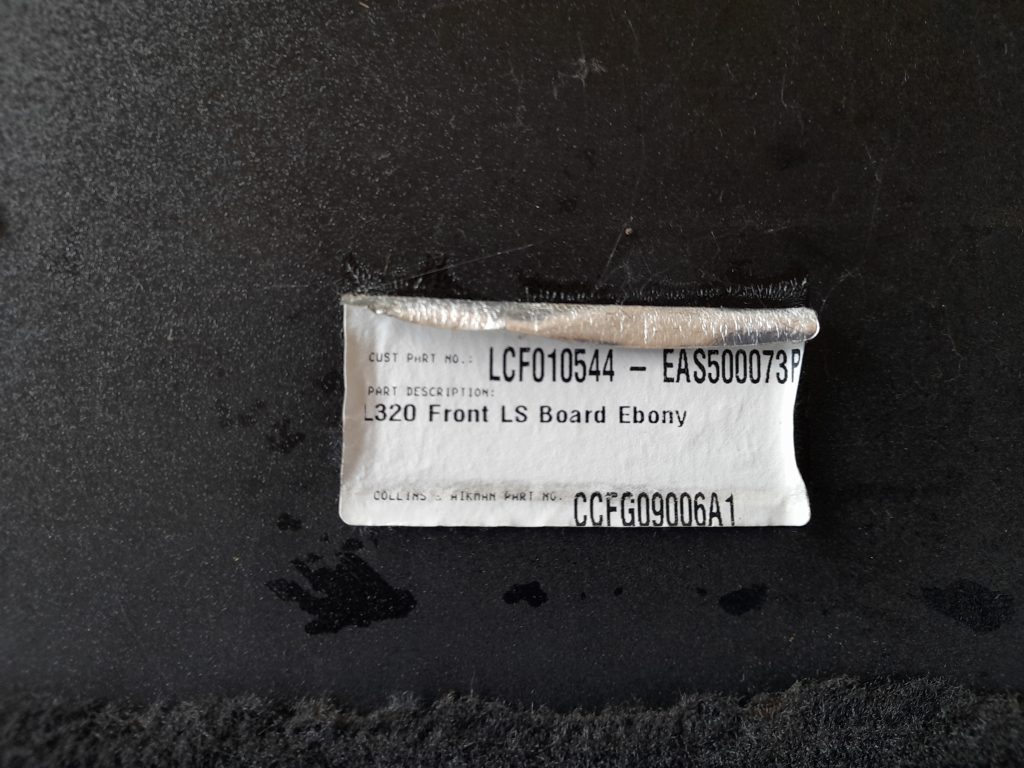 CUST PART NO.: LCF010544 - EAS500073P
PART DESCRIPTION:
L320 Front LS Board Ebony
COLLINS & AIKMAN PART NO. CCFG09006A1